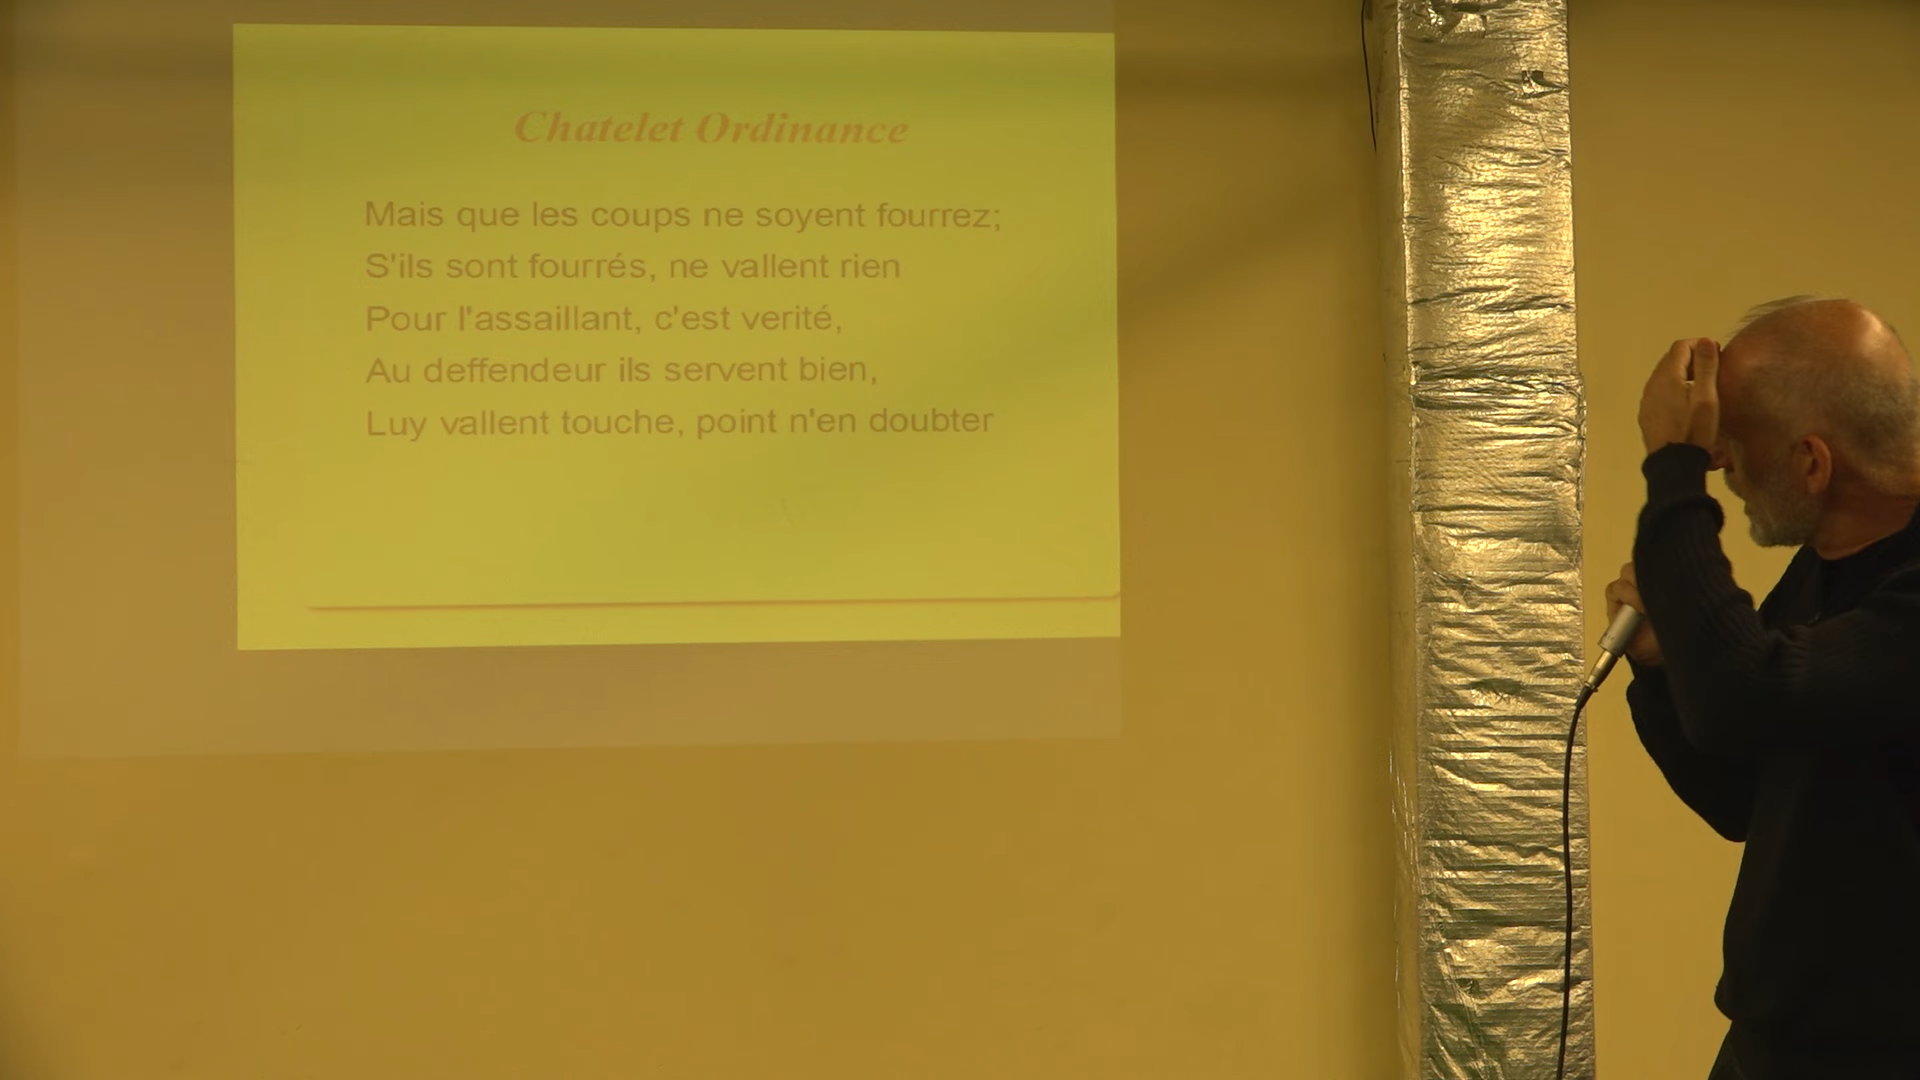 Chatelet Ordinance
Mais que les coups ne soyent fourrez;
S'ils sont fourrés, ne vallent rien
Pour l'assaillant, c'est verité,
Au deffendeur ils servent bien,
Luy vallent touche, point n'en doubter